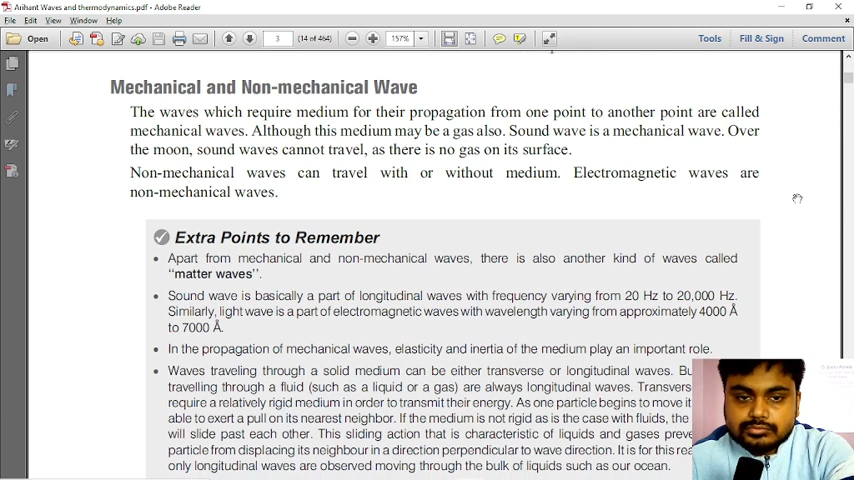 Arihant Waves and thermodynamics.pdf - Adobe Reader
File Edit View Window Help
Open 3 (14 of 464) 157% Tools Fill & Sign Comment
Mechanical and Non-mechanical Wave
The waves which require medium for their propagation from one point to another point are called
mechanical waves. Although this medium may be a gas also. Sound wave is a mechanical wave. Over
the moon, sound waves cannot travel, as there is no gas on its surface.
Non-mechanical waves can travel with or without medium. Electromagnetic waves are
non-mechanical waves.
Extra Points to Remember
• Apart from mechanical and non-mechanical waves, there is also another kind of waves called
"matter waves".
• Sound wave is basically a part of longitudinal waves with frequency varying from 20 Hz to 20,000 Hz.
Similarly, light wave is a part of electromagnetic waves with wavelength varying from approximately 4000 Å
to 7000 Å.
• In the propagation of mechanical waves, elasticity and inertia of the medium play an important role.
• Waves traveling through a solid medium can be either transverse or longitudinal waves.
travelling through a fluid (such as a liquid or a gas) are always longitudinal waves.
require a relatively rigid medium in order to transmit their energy. As one particle begins to move
able to exert a pull on its nearest neighbor. If the medium is not rigid as is the case with fluids, the
will slide past each other. This sliding action that is characteristic of liquids and gases
particle from displacing its neighbour in a direction perpendicular to wave direction. It is for this
only longitudinal waves are observed moving through the bulk of liquids such as our ocean.